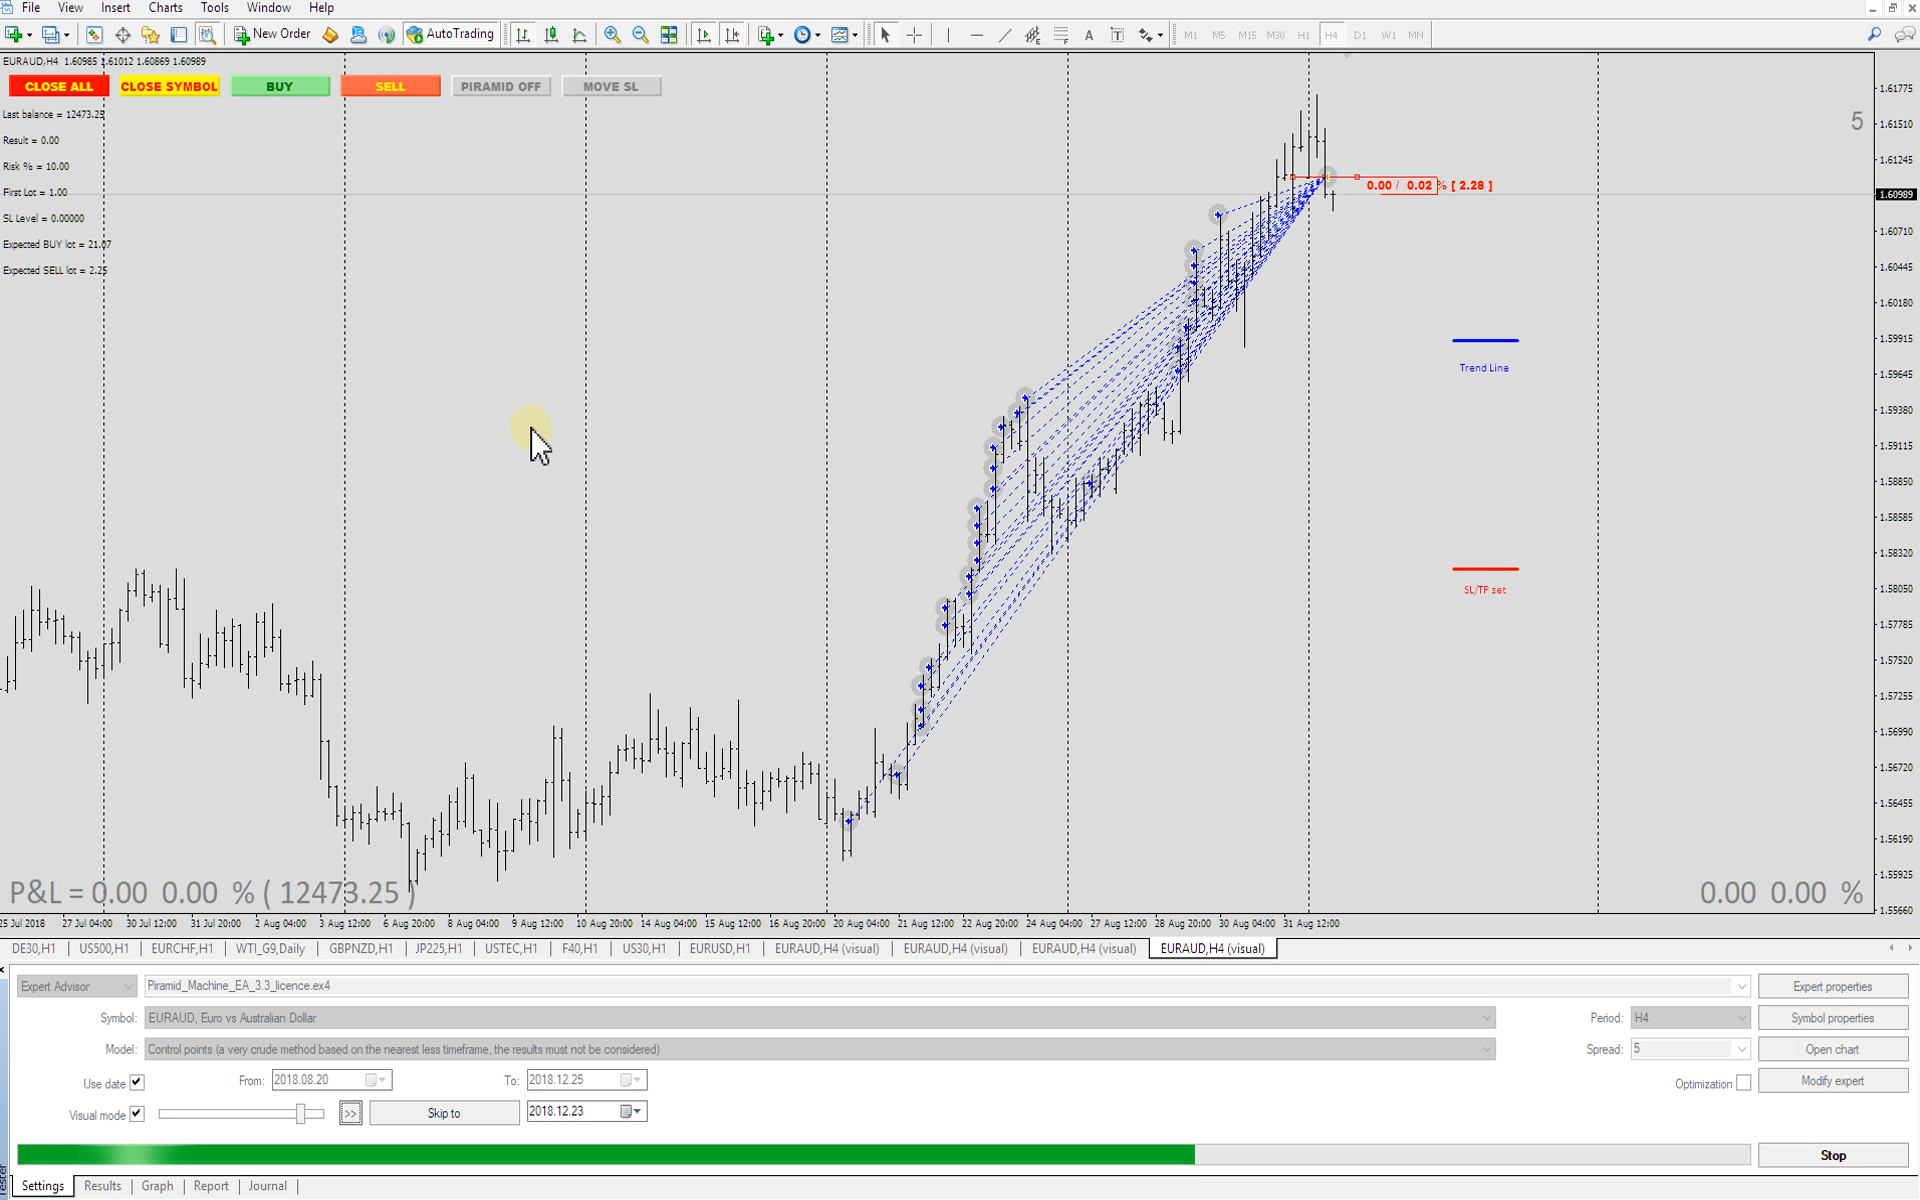 File View Insert Charts Tools Window Help
New Order AutoTrading A T M1 M5 M15 M30 H1 H4 D1 W1 MN
EURAUD,H4 1.60985 1.61012 1.60869 1.60989
CLOSE ALL CLOSE SYMBOL BUY SELL PIRAMID OFF MOVE SL
Last balance = 12473.25
Result = 0.00
Risk % = 10.00
First Lot = 1.00
SL Level = 0.00000
Expected BUY lot = 21.07
Expected SELL lot = 2.25
5
0.00 / 0.02 % [ 2.28 ]
Trend Line
SL/TP set
1.61775
1.61510
1.61245
1.60989
1.60710
1.60445
1.60180
1.59915
1.59645
1.59380
1.59115
1.58850
1.58585
1.58320
1.58050
1.57785
1.57520
1.57255
1.56990
1.56720
1.56455
1.56190
1.55925
1.55660
P&L = 0.00 0.00 % ( 12473.25 )
0.00 0.00 %
25 Jul 2018 27 Jul 04:00 30 Jul 12:00 31 Jul 20:00 2 Aug 04:00 3 Aug 12:00 6 Aug 20:00 8 Aug 04:00 9 Aug 12:00 10 Aug 20:00 14 Aug 04:00 15 Aug 12:00 16 Aug 20:00 20 Aug 04:00 21 Aug 12:00 22 Aug 20:00 24 Aug 04:00 27 Aug 12:00 28 Aug 20:00 30 Aug 04:00 31 Aug 12:00
DE30,H1 US500,H1 EURCHF,H1 WTI_G9,Daily GBPNZD,H1 JP225,H1 USTEC,H1 F40,H1 US30,H1 EURUSD,H1 EURAUD,H4 (visual) EURAUD,H4 (visual) EURAUD,H4 (visual) EURAUD,H4 (visual)
Expert Advisor Piramid_Machine_EA_3.3_licence.ex4 Expert properties
Symbol: EURAUD, Euro vs Australian Dollar Period: H4 Symbol properties
Model: Control points (a very crude method based on the nearest less timeframe, the results must not be considered) Spread: 5 Open chart
Use date From: 2018.08.20 To: 2018.12.25 Optimization Modify expert
Visual mode >> Skip to 2018.12.23
Stop
Tester
Settings Results Graph Report Journal